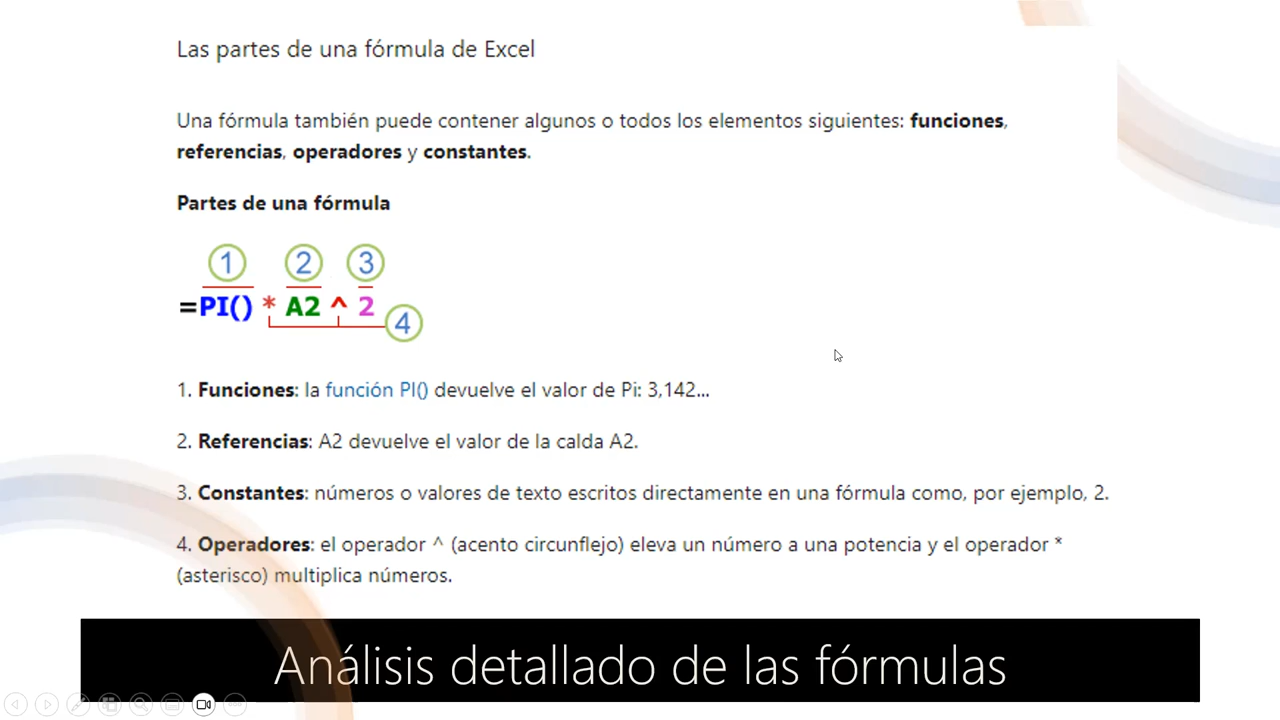 Las partes de una fórmula de Excel
Una fórmula también puede contener algunos o todos los elementos siguientes: funciones,
referencias, operadores y constantes.
Partes de una fórmula
1 2 3
=PI() * A2 ^ 2
4
1. Funciones: la función PI() devuelve el valor de Pi: 3,142...
2. Referencias: A2 devuelve el valor de la calda A2.
3. Constantes: números o valores de texto escritos directamente en una fórmula como, por ejemplo, 2.
4. Operadores: el operador ^ (acento circunflejo) eleva un número a una potencia y el operador *
(asterisco) multiplica números.
Análisis detallado de las fórmulas